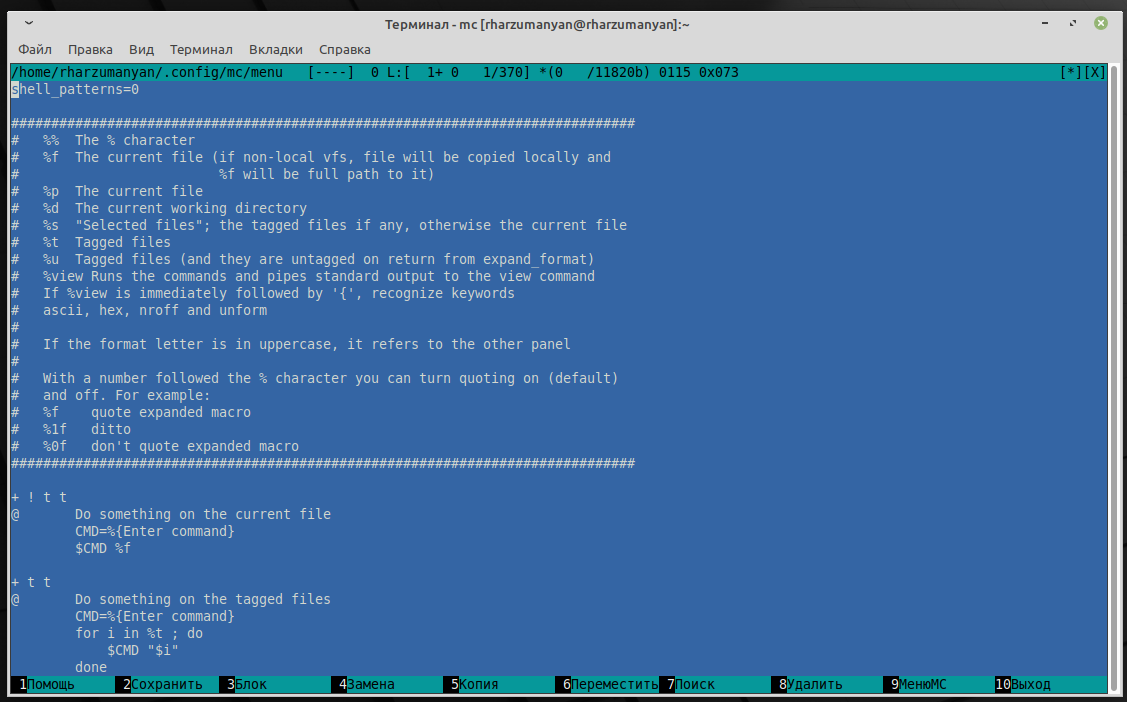 Терминал - mc [rharzumanyan@rharzumanyan]:~
Файл Правка Вид Терминал Вкладки Справка
/home/rharzumanyan/.config/mc/menu   [----]  0 L:[  1+ 0   1/370] *(0   /11820b) 0115 0x073   [*][X]
shell_patterns=0
##############################################################################
#   %%  The % character
#   %f  The current file (if non-local vfs, file will be copied locally and
#                         %f will be full path to it)
#   %p  The current file
#   %d  The current working directory
#   %s  "Selected files"; the tagged files if any, otherwise the current file
#   %t  Tagged files
#   %u  Tagged files (and they are untagged on return from expand_format)
#   %view Runs the commands and pipes standard output to the view command
#   If %view is immediately followed by '{', recognize keywords
#   ascii, hex, nroff and unform
#
#   If the format letter is in uppercase, it refers to the other panel
#
#   With a number followed the % character you can turn quoting on (default)
#   and off. For example:
#   %f    quote expanded macro
#   %1f   ditto
#   %0f   don't quote expanded macro
##############################################################################
+ ! t t
@       Do something on the current file
        CMD=%{Enter command}
        $CMD %f
+ t t
@       Do something on the tagged files
        CMD=%{Enter command}
        for i in %t ; do
            $CMD "$i"
        done
1Помощь 2Сохранить 3Блок 4Замена 5Копия 6Переместить 7Поиск 8Удалить 9МенюMC 10Выход